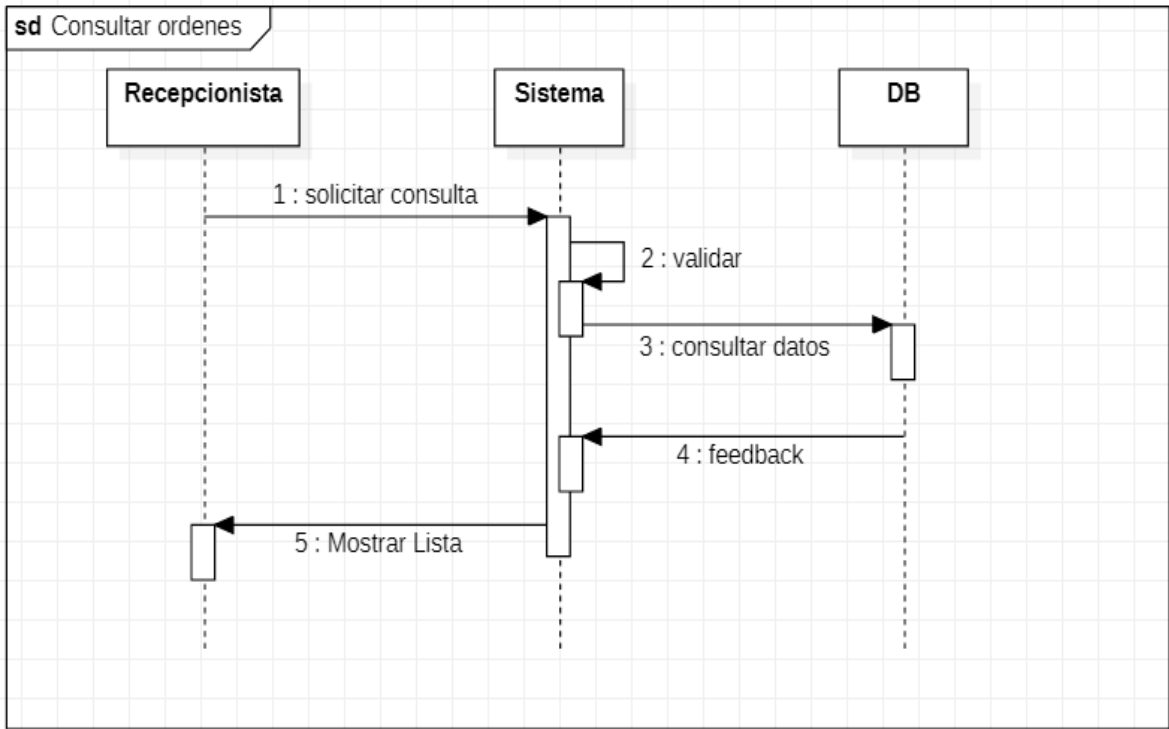 sd Consultar ordenes
Recepcionista
Sistema
DB
1 : solicitar consulta
2 : validar
3 : consultar datos
4 : feedback
5 : Mostrar Lista